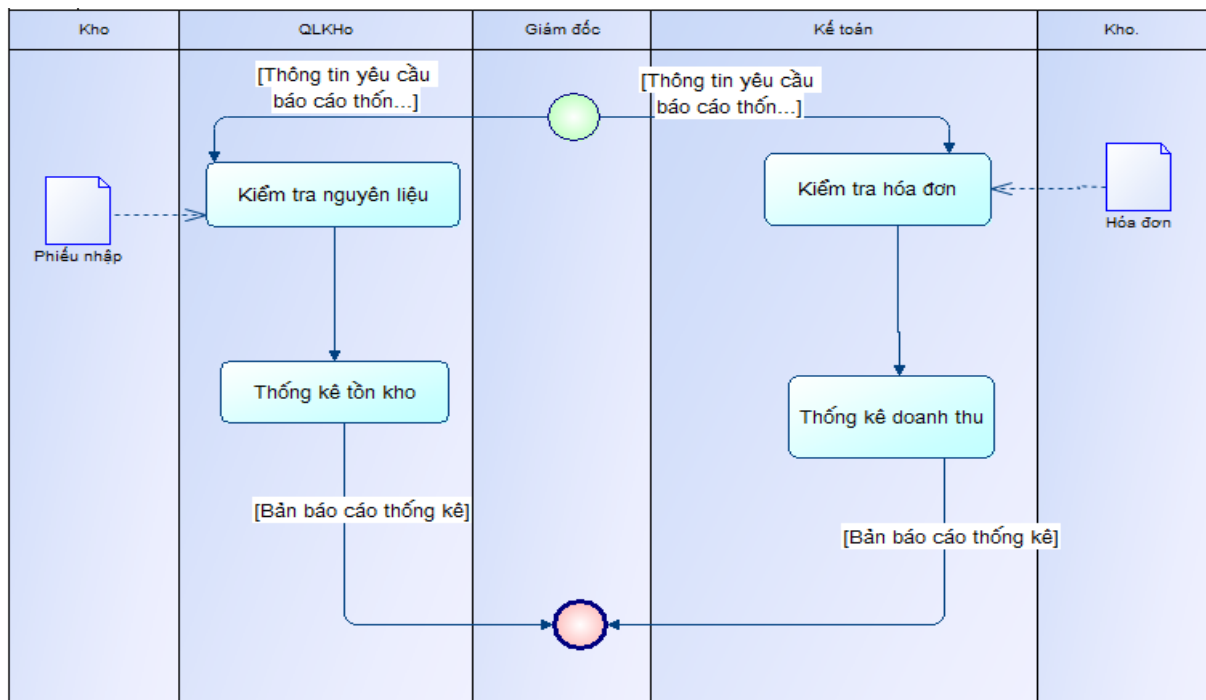 Kho
QLKHo
Giám đốc
Kế toán
Kho.
[Thông tin yêu cầu
báo cáo thốn...]
[Thông tin yêu cầu
báo cáo thốn...]
Kiểm tra nguyên liệu
Kiểm tra hóa đơn
Phiếu nhập
Hóa đơn
Thống kê tồn kho
Thống kê doanh thu
[Bản báo cáo thống kê]
[Bản báo cáo thống kê]